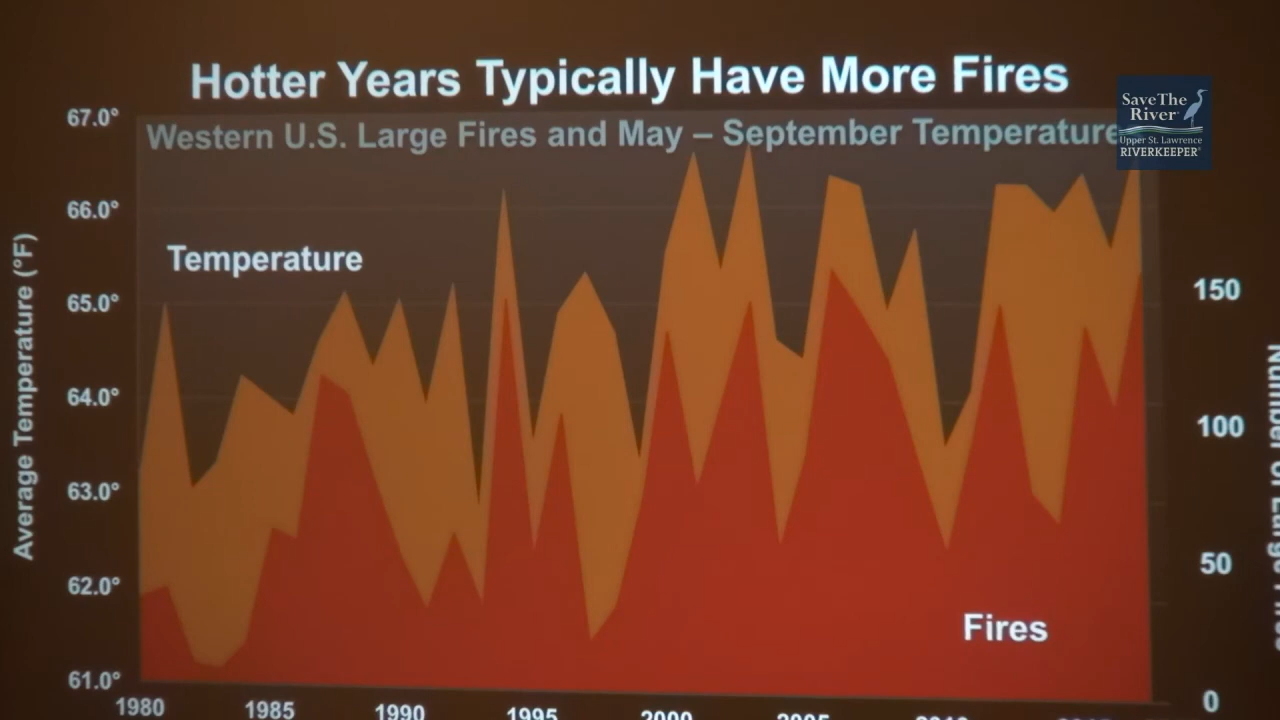 Hotter Years Typically Have More Fires
Western U.S. Large Fires and May – September Temperature
Save The
River
Upper St. Lawrence
RIVERKEEPER
67.0°
66.0°
65.0°
64.0°
63.0°
62.0°
61.0°
Average Temperature (°F)
Temperature
Fires
150
100
50
0
1980
1985
1990
1995
2000
2005